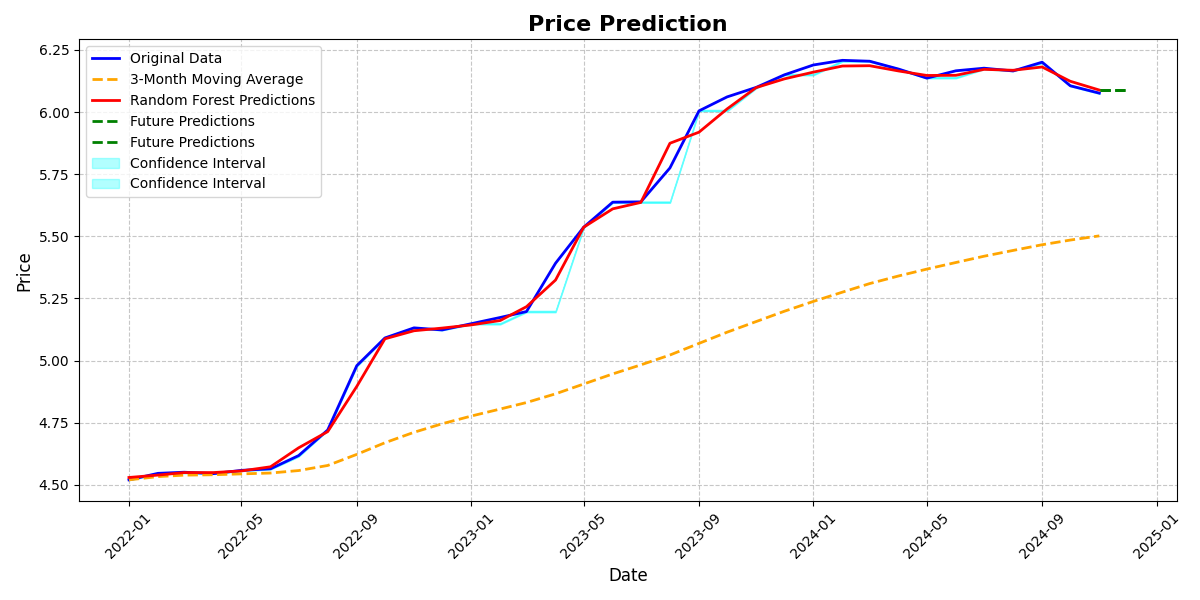 Price Prediction
Original Data
3-Month Moving Average
Random Forest Predictions
Future Predictions
Future Predictions
Confidence Interval
Confidence Interval
Price
6.25
6.00
5.75
5.50
5.25
5.00
4.75
4.50
2022-01
2022-05
2022-09
2023-01
2023-05
2023-09
2024-01
2024-05
2024-09
2025-01
Date